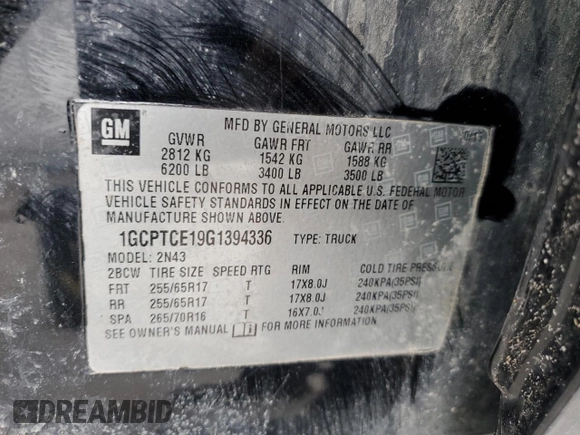 GM
MFD BY GENERAL MOTORS LLC
GVWR GAWR FRT GAWR RR
2812 KG 1542 KG 1588 KG
6200 LB 3400 LB 3500 LB
THIS VEHICLE CONFORMS TO ALL APPLICABLE U.S. FEDERAL MOTOR
VEHICLE SAFETY STANDARDS IN EFFECT ON THE DATE OF
MANUFACTURE SHOWN ABOVE.
1GCPTCE19G1394336 TYPE: TRUCK
MODEL: 2N43
2BCW TIRE SIZE SPEED RTG RIM COLD TIRE PRESSURE
FRT 255/65R17 T 17X8.0J 240KPA(35PSI)
RR 255/65R17 T 17X8.0J 240KPA(35PSI)
SPA 265/70R16 T 16X7.0J 240KPA(35PSI)
SEE OWNER'S MANUAL
DREAMBID